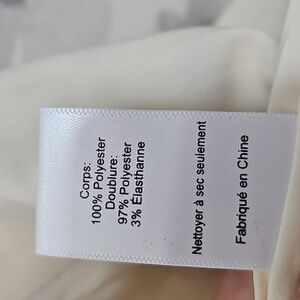 Corps:
100% Polyester
Doublure:
97% Polyester
3% Élasthanne
Nettoyer à sec seulement
Fabriqué en Chine